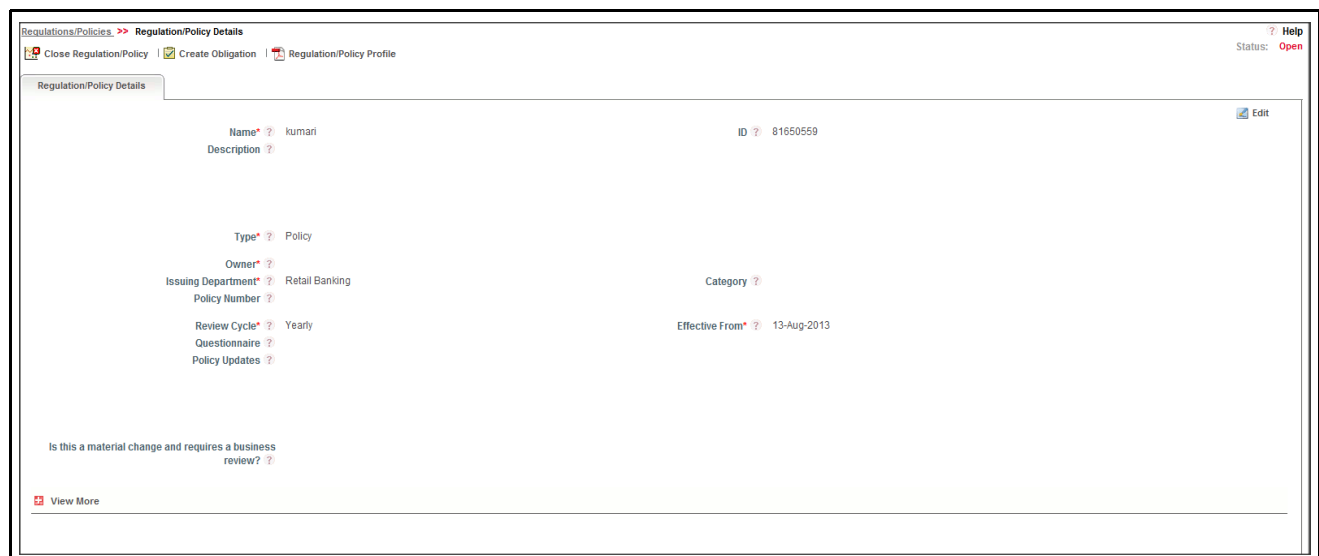 Regulations/Policies >> Regulation/Policy Details
? Help
Close Regulation/Policy | Create Obligation | Regulation/Policy Profile
Status: Open
Regulation/Policy Details
Edit
Name* ? kumari
ID ? 81650559
Description ?
Type* ? Policy
Owner* ?
Issuing Department* ? Retail Banking
Category ?
Policy Number ?
Review Cycle* ? Yearly
Effective From* ? 13-Aug-2013
Questionnaire ?
Policy Updates ?
Is this a material change and requires a business
review? ?
View More